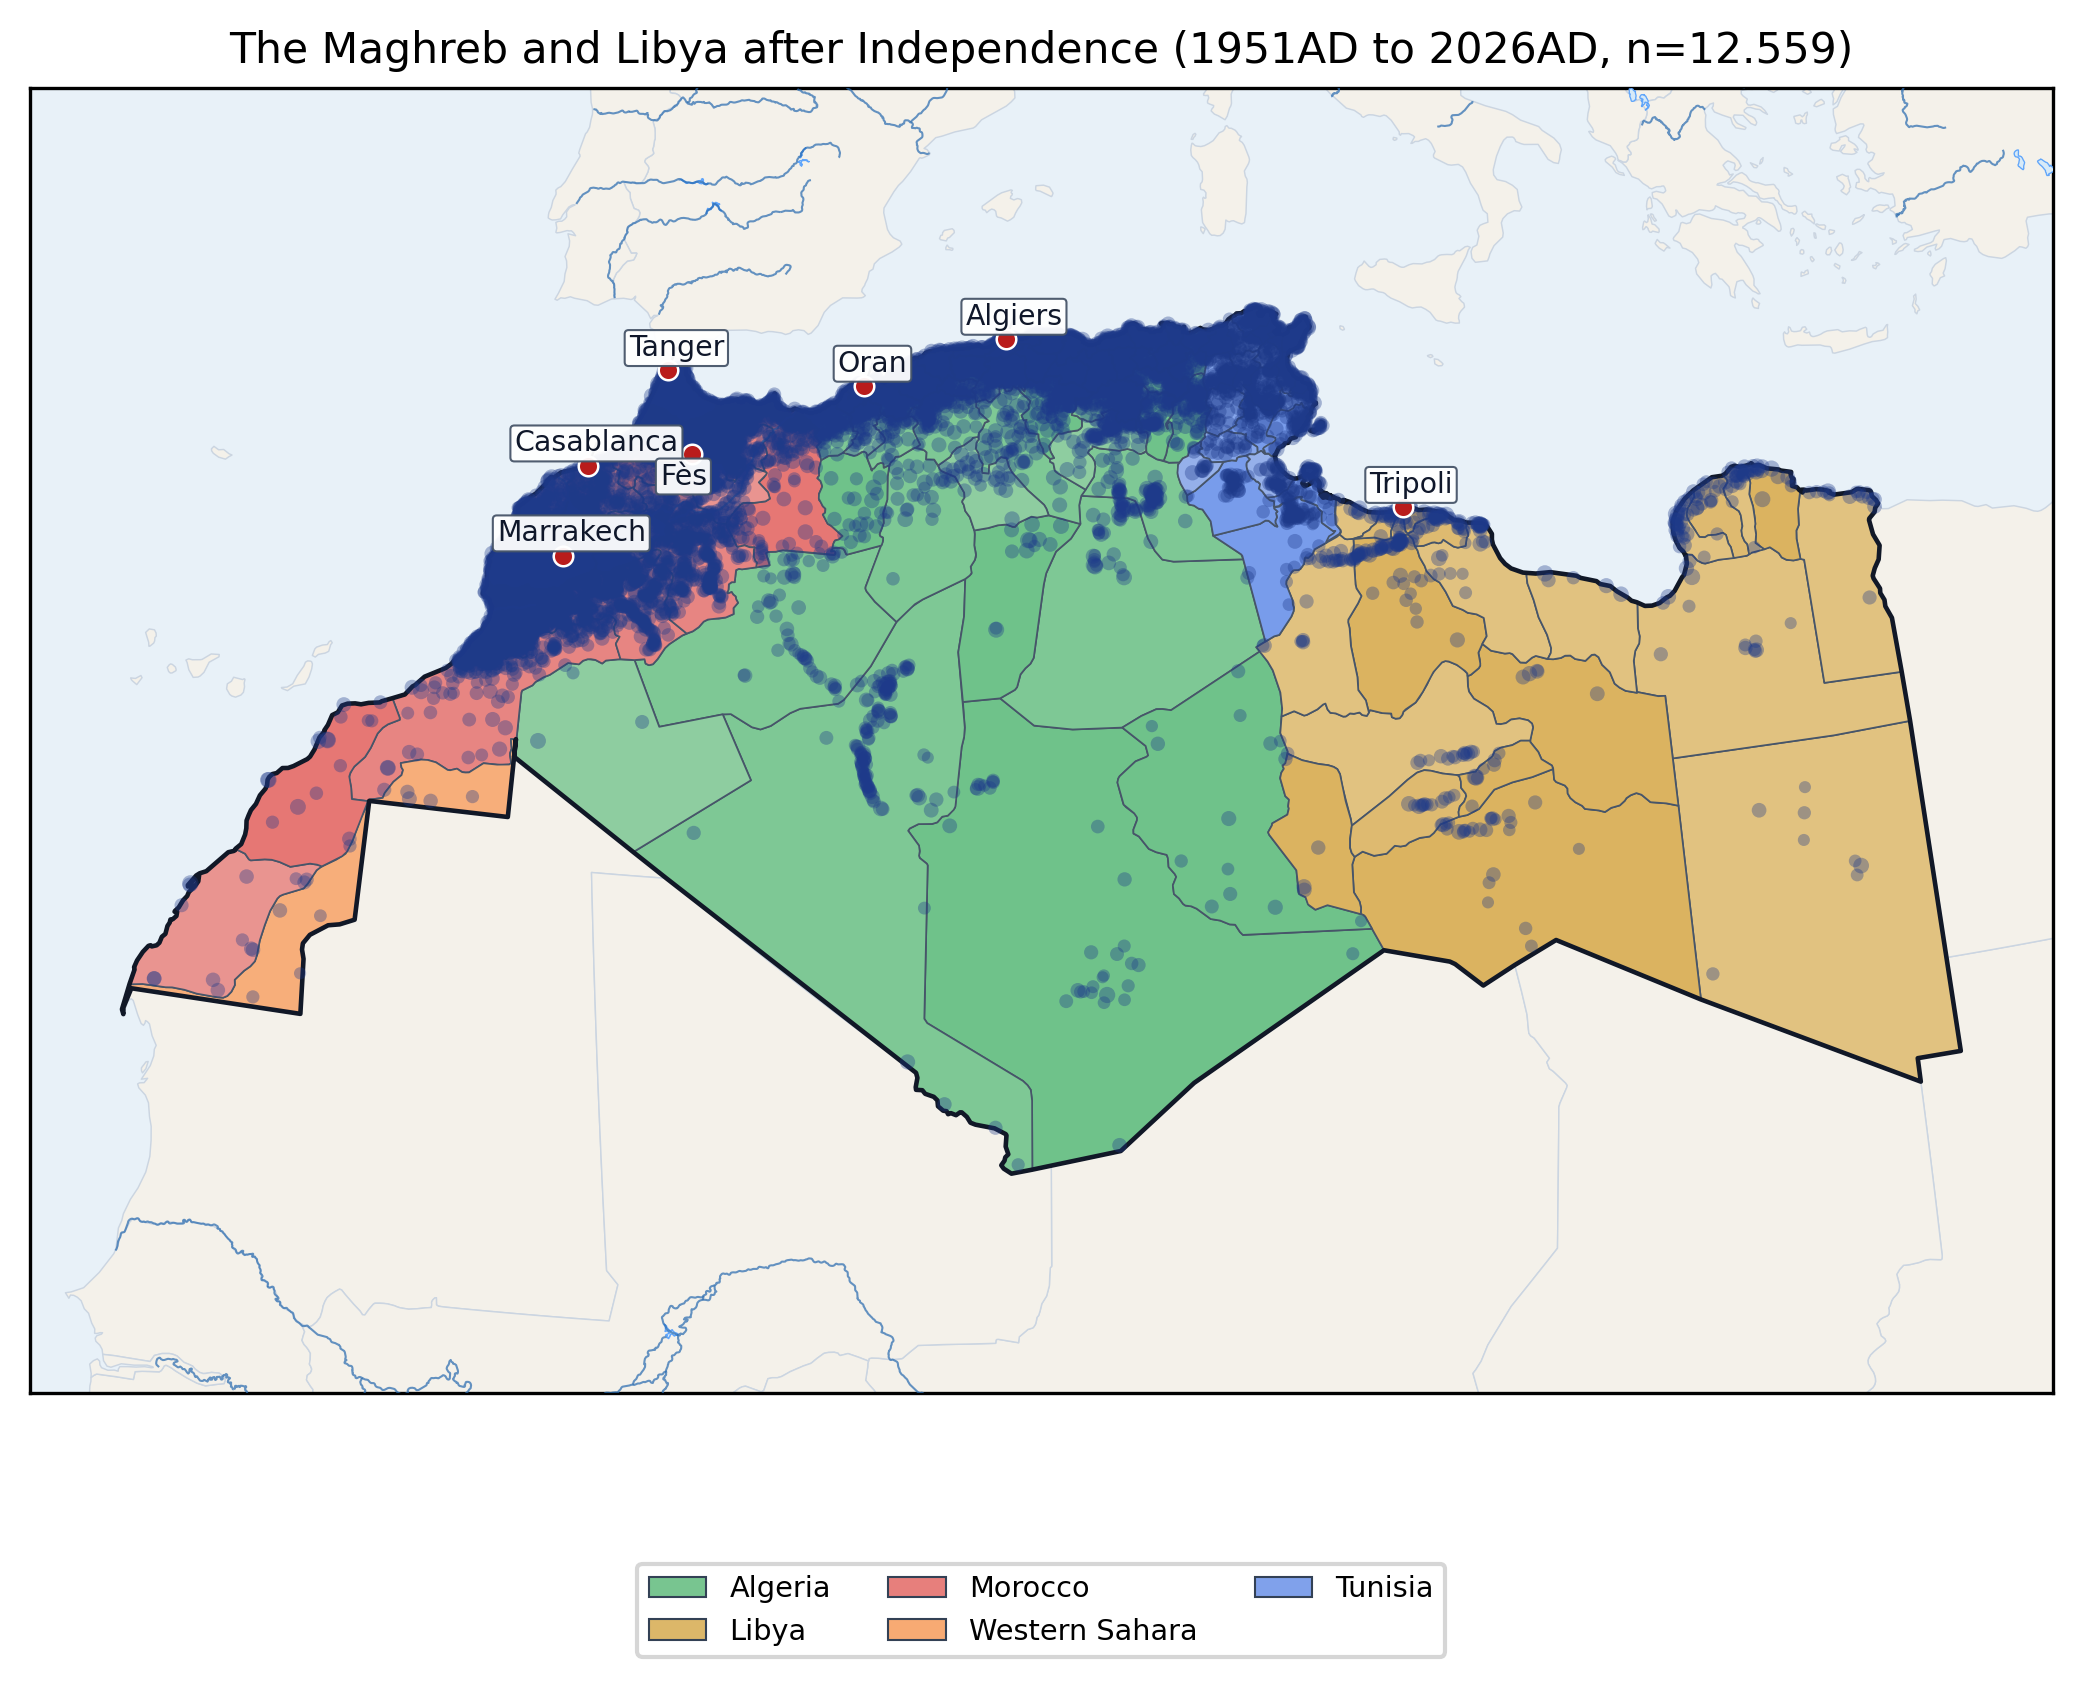 The Maghreb and Libya after Independence (1951AD to 2026AD, n=12.559)
Algiers
Tanger
Oran
Casablanca
Fès
Tripoli
Marrakech
Algeria
Morocco
Tunisia
Libya
Western Sahara